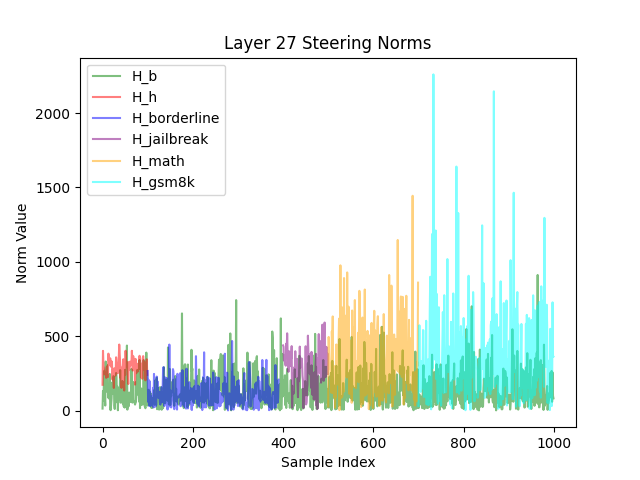 Layer 27 Steering Norms
H_b
H_h
H_borderline
H_jailbreak
H_math
H_gsm8k
Norm Value
2000
1500
1000
500
0
0
200
400
600
800
1000
Sample Index